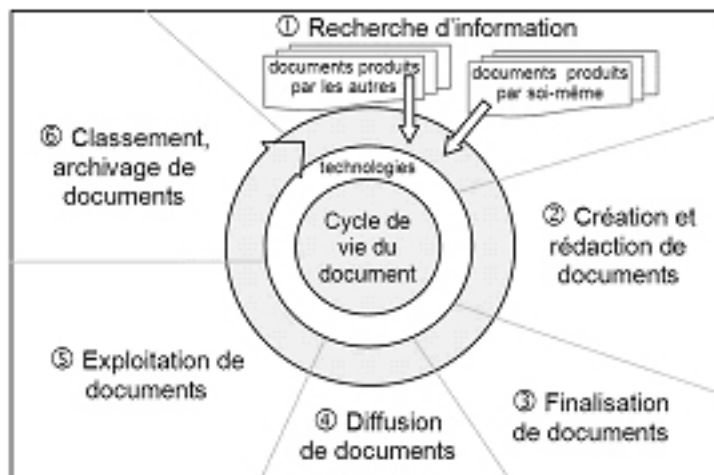 ① Recherche d'information
documents produits
par les autres
documents produits
par soi-même
technologies
Cycle de
vie du
document
② Création et
rédaction de
documents
③ Finalisation
de documents
④ Diffusion
de documents
⑤ Exploitation de
documents
⑥ Classement,
archivage de
documents